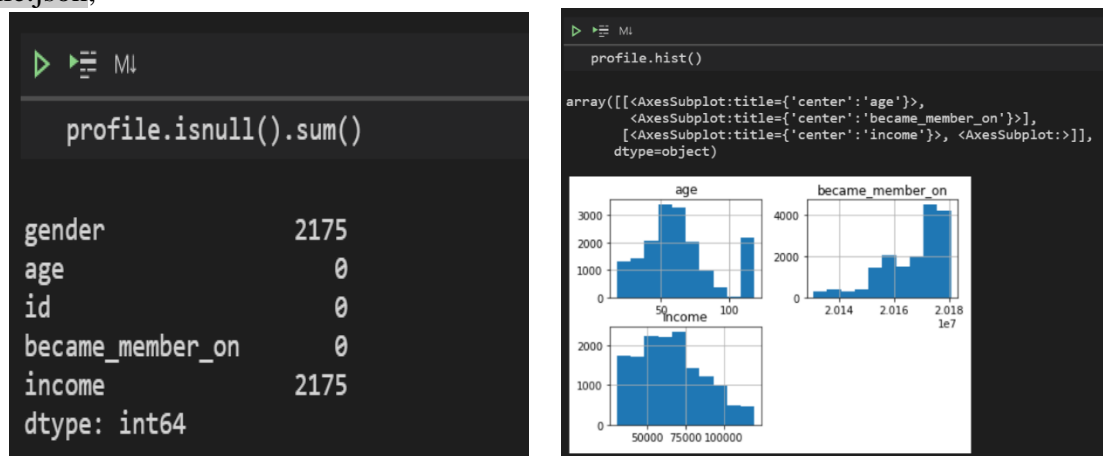 M↓
profile.isnull().sum()
gender 2175
age 0
id 0
became_member_on 0
income 2175
dtype: int64
M↓
profile.hist()
array([[<AxesSubplot:title={'center':'age'}>,
<AxesSubplot:title={'center':'became_member_on'}>],
[<AxesSubplot:title={'center':'income'}>, <AxesSubplot:>]],
dtype=object)
age
3000
2000
1000
0
50 100
became_member_on
4000
2000
0
2.014 2.016 2.018
1e7
income
2000
1000
0
50000 75000 100000